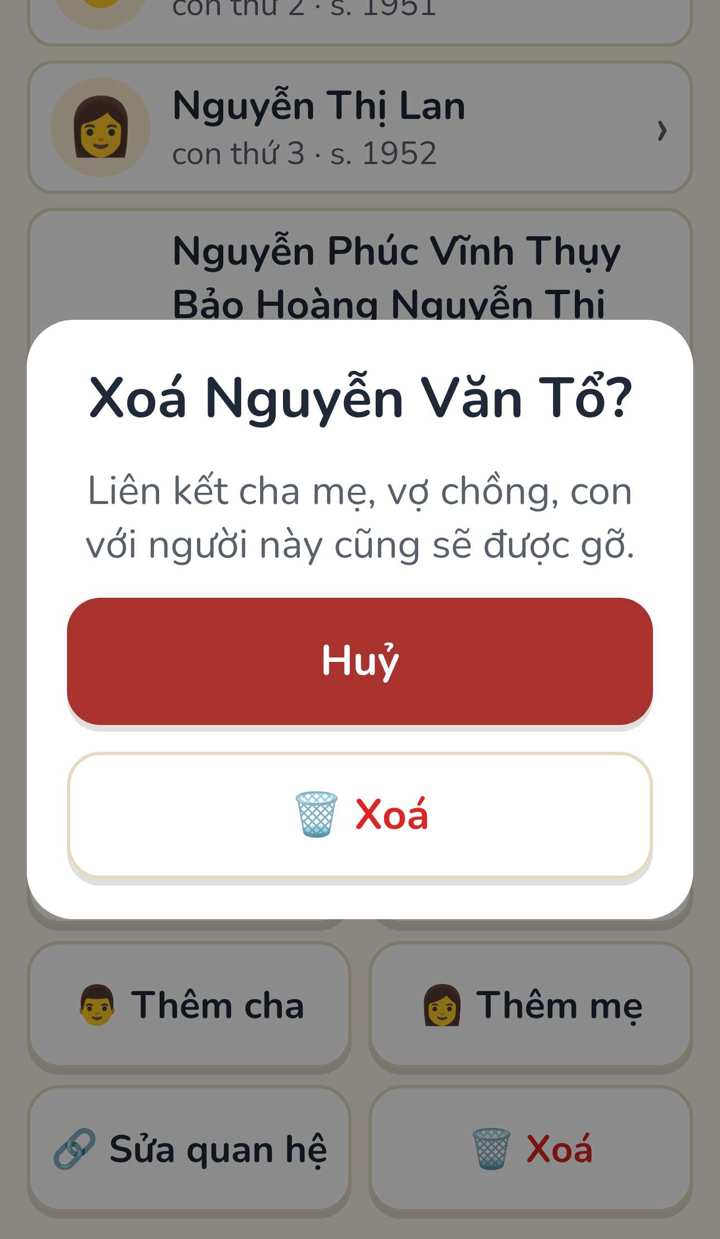 con thứ 2 · s. 1951
Nguyễn Thị Lan
con thứ 3 · s. 1952
›
Nguyễn Phúc Vĩnh Thụy
Bảo Hoàng Nguyễn Thị
Xoá Nguyễn Văn Tổ?
Liên kết cha mẹ, vợ chồng, con
với người này cũng sẽ được gỡ.
Huỷ
Xoá
Thêm cha
Thêm mẹ
Sửa quan hệ
Xoá